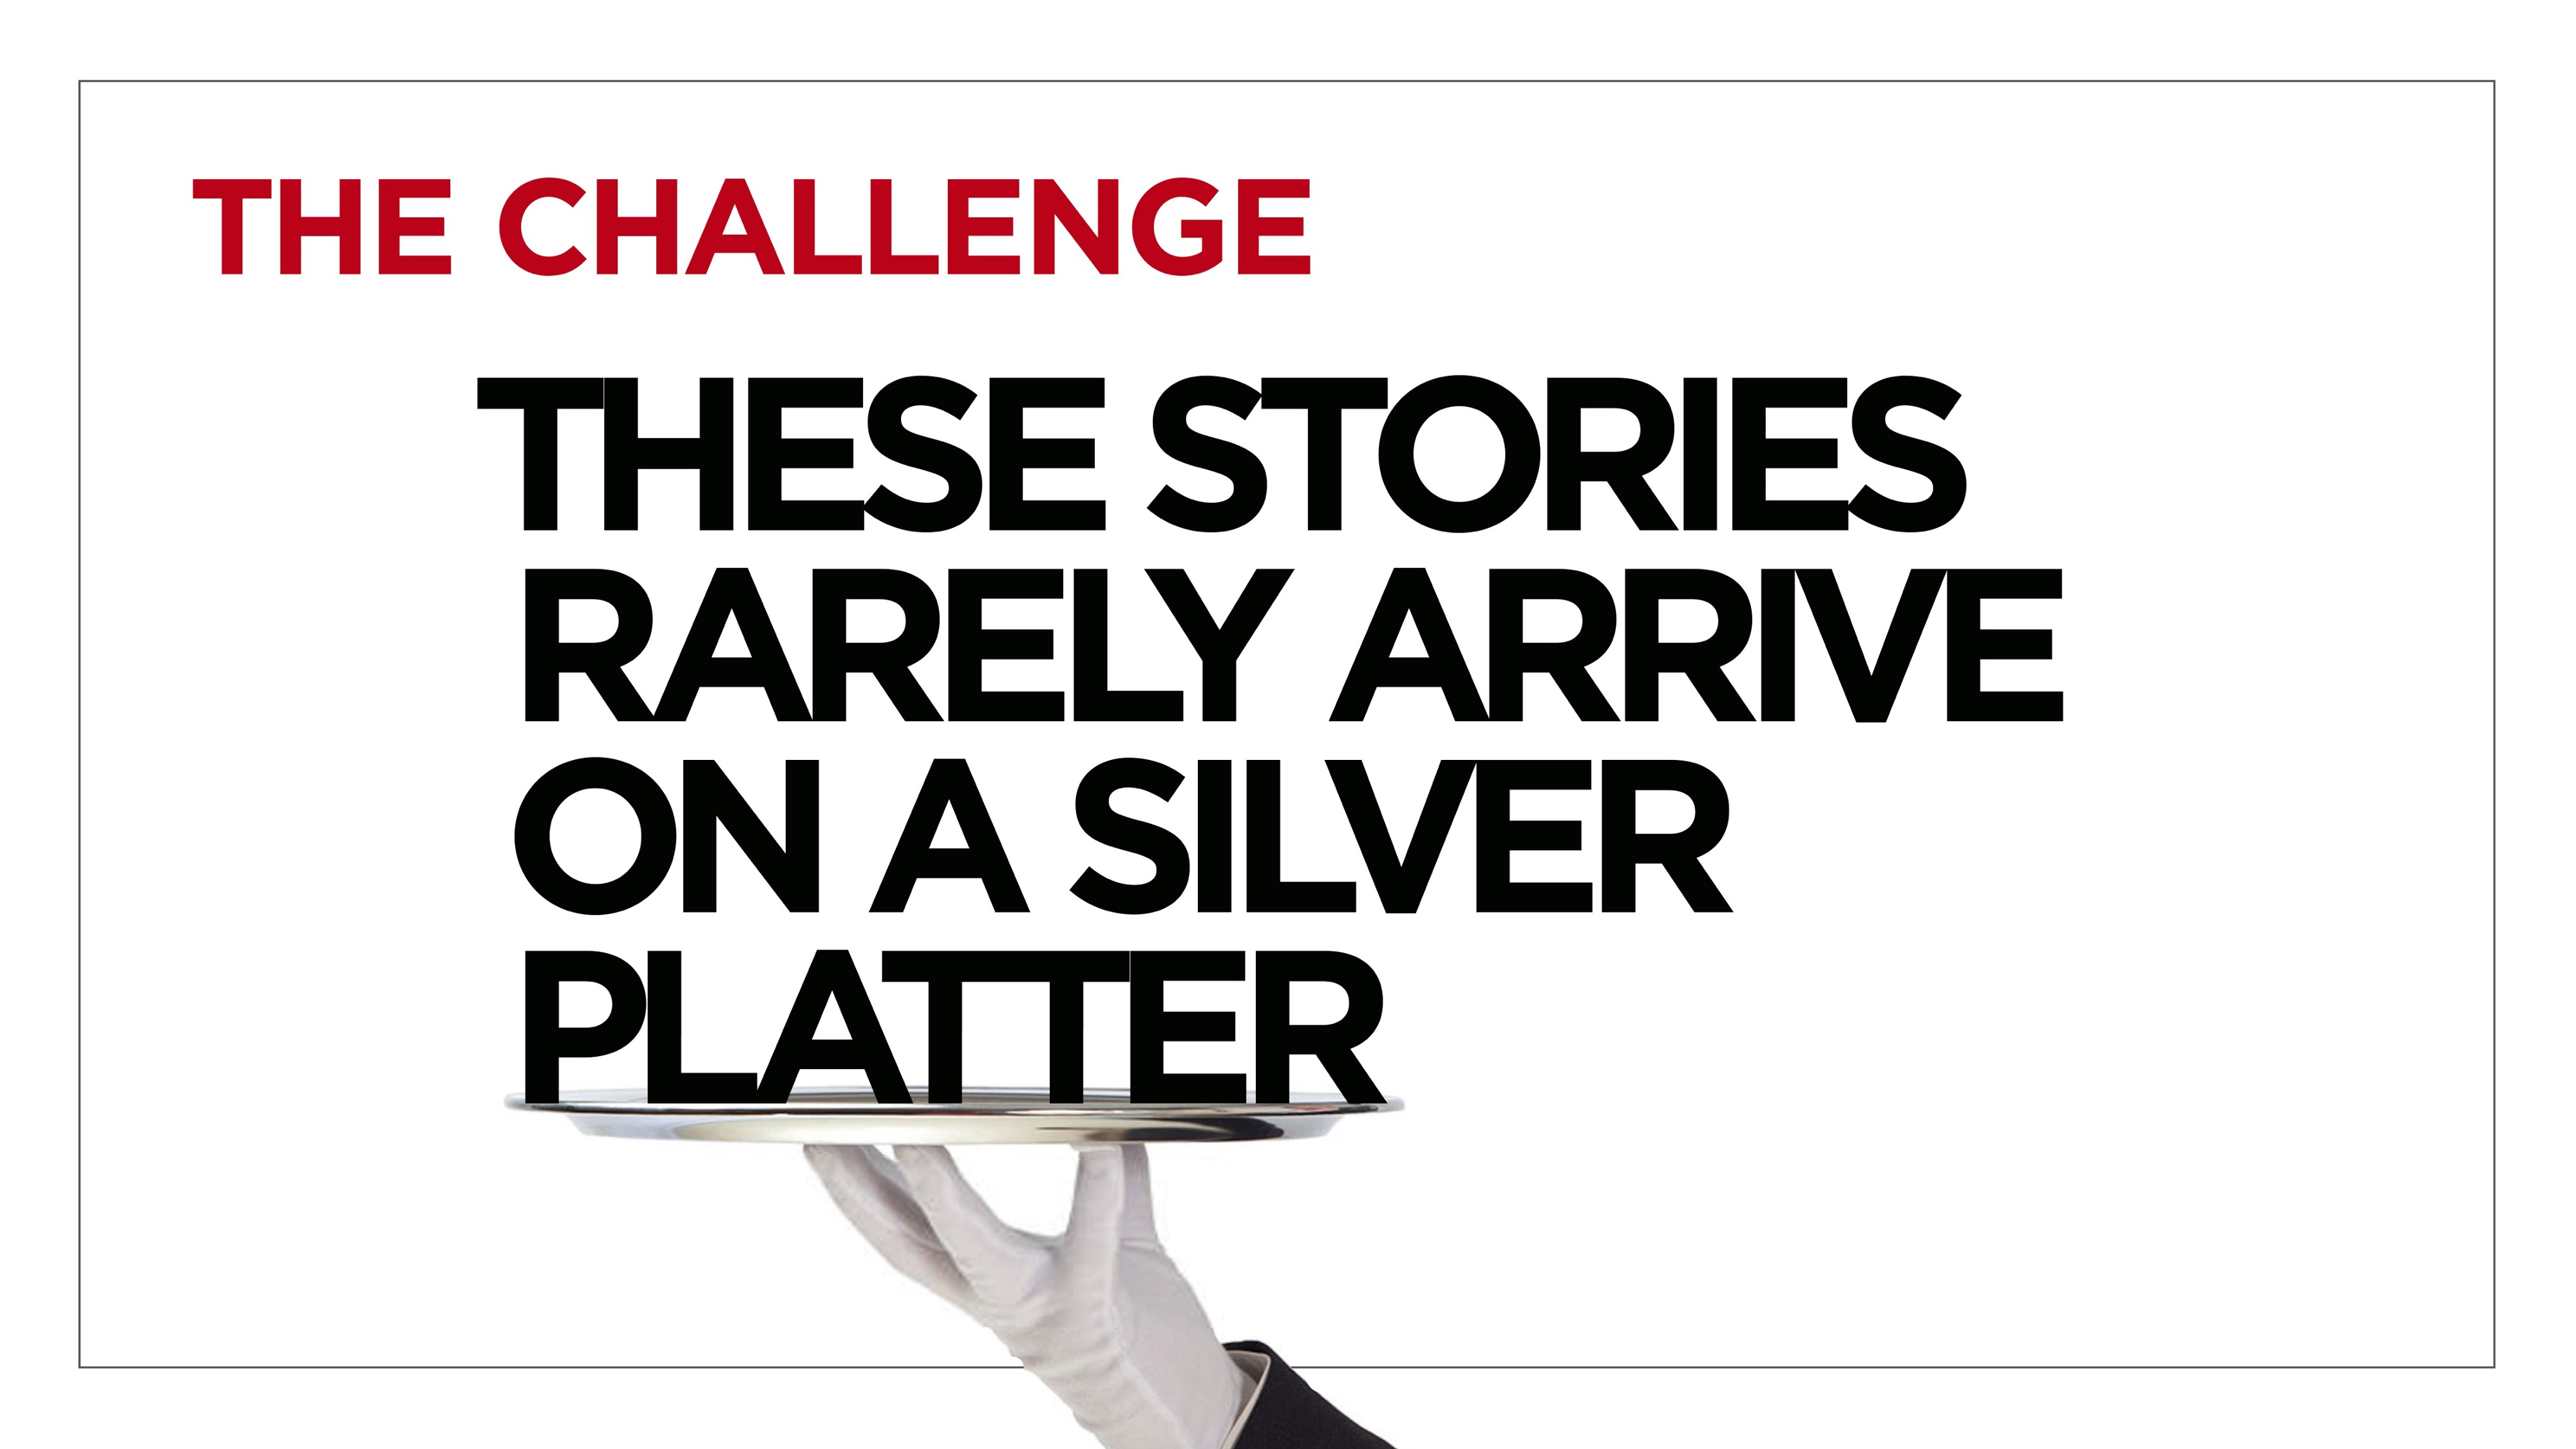 THE CHALLENGE
THESE STORIES
RARELY ARRIVE
ON A SILVER
PLATTER